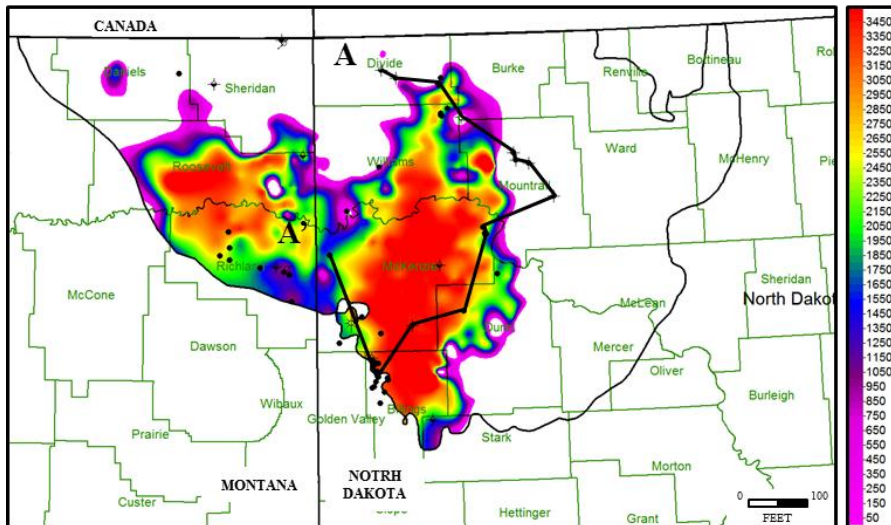 CANADA
A
Divide
Burke
Renville
Bottineau
Daniels
Sheridan
Williams
Ward
McHenry
Mountrail
A'
McKenzie
McCone
Sheridan
North Dakot
McLean
Dawson
Mercer
Oliver
Burleigh
Wibaux
Golden Valley
Billings
Stark
Prairie
Morton
MONTANA
NOTRH
DAKOTA
0 100
FEET
Custer
Hettinger
Grant
3450
3350
3250
3150
3050
2950
2850
2750
2650
2550
2450
2350
2250
2150
2050
1950
1850
1750
1650
1550
1450
1350
1250
1150
1050
950
850
750
650
550
450
350
250
150
50